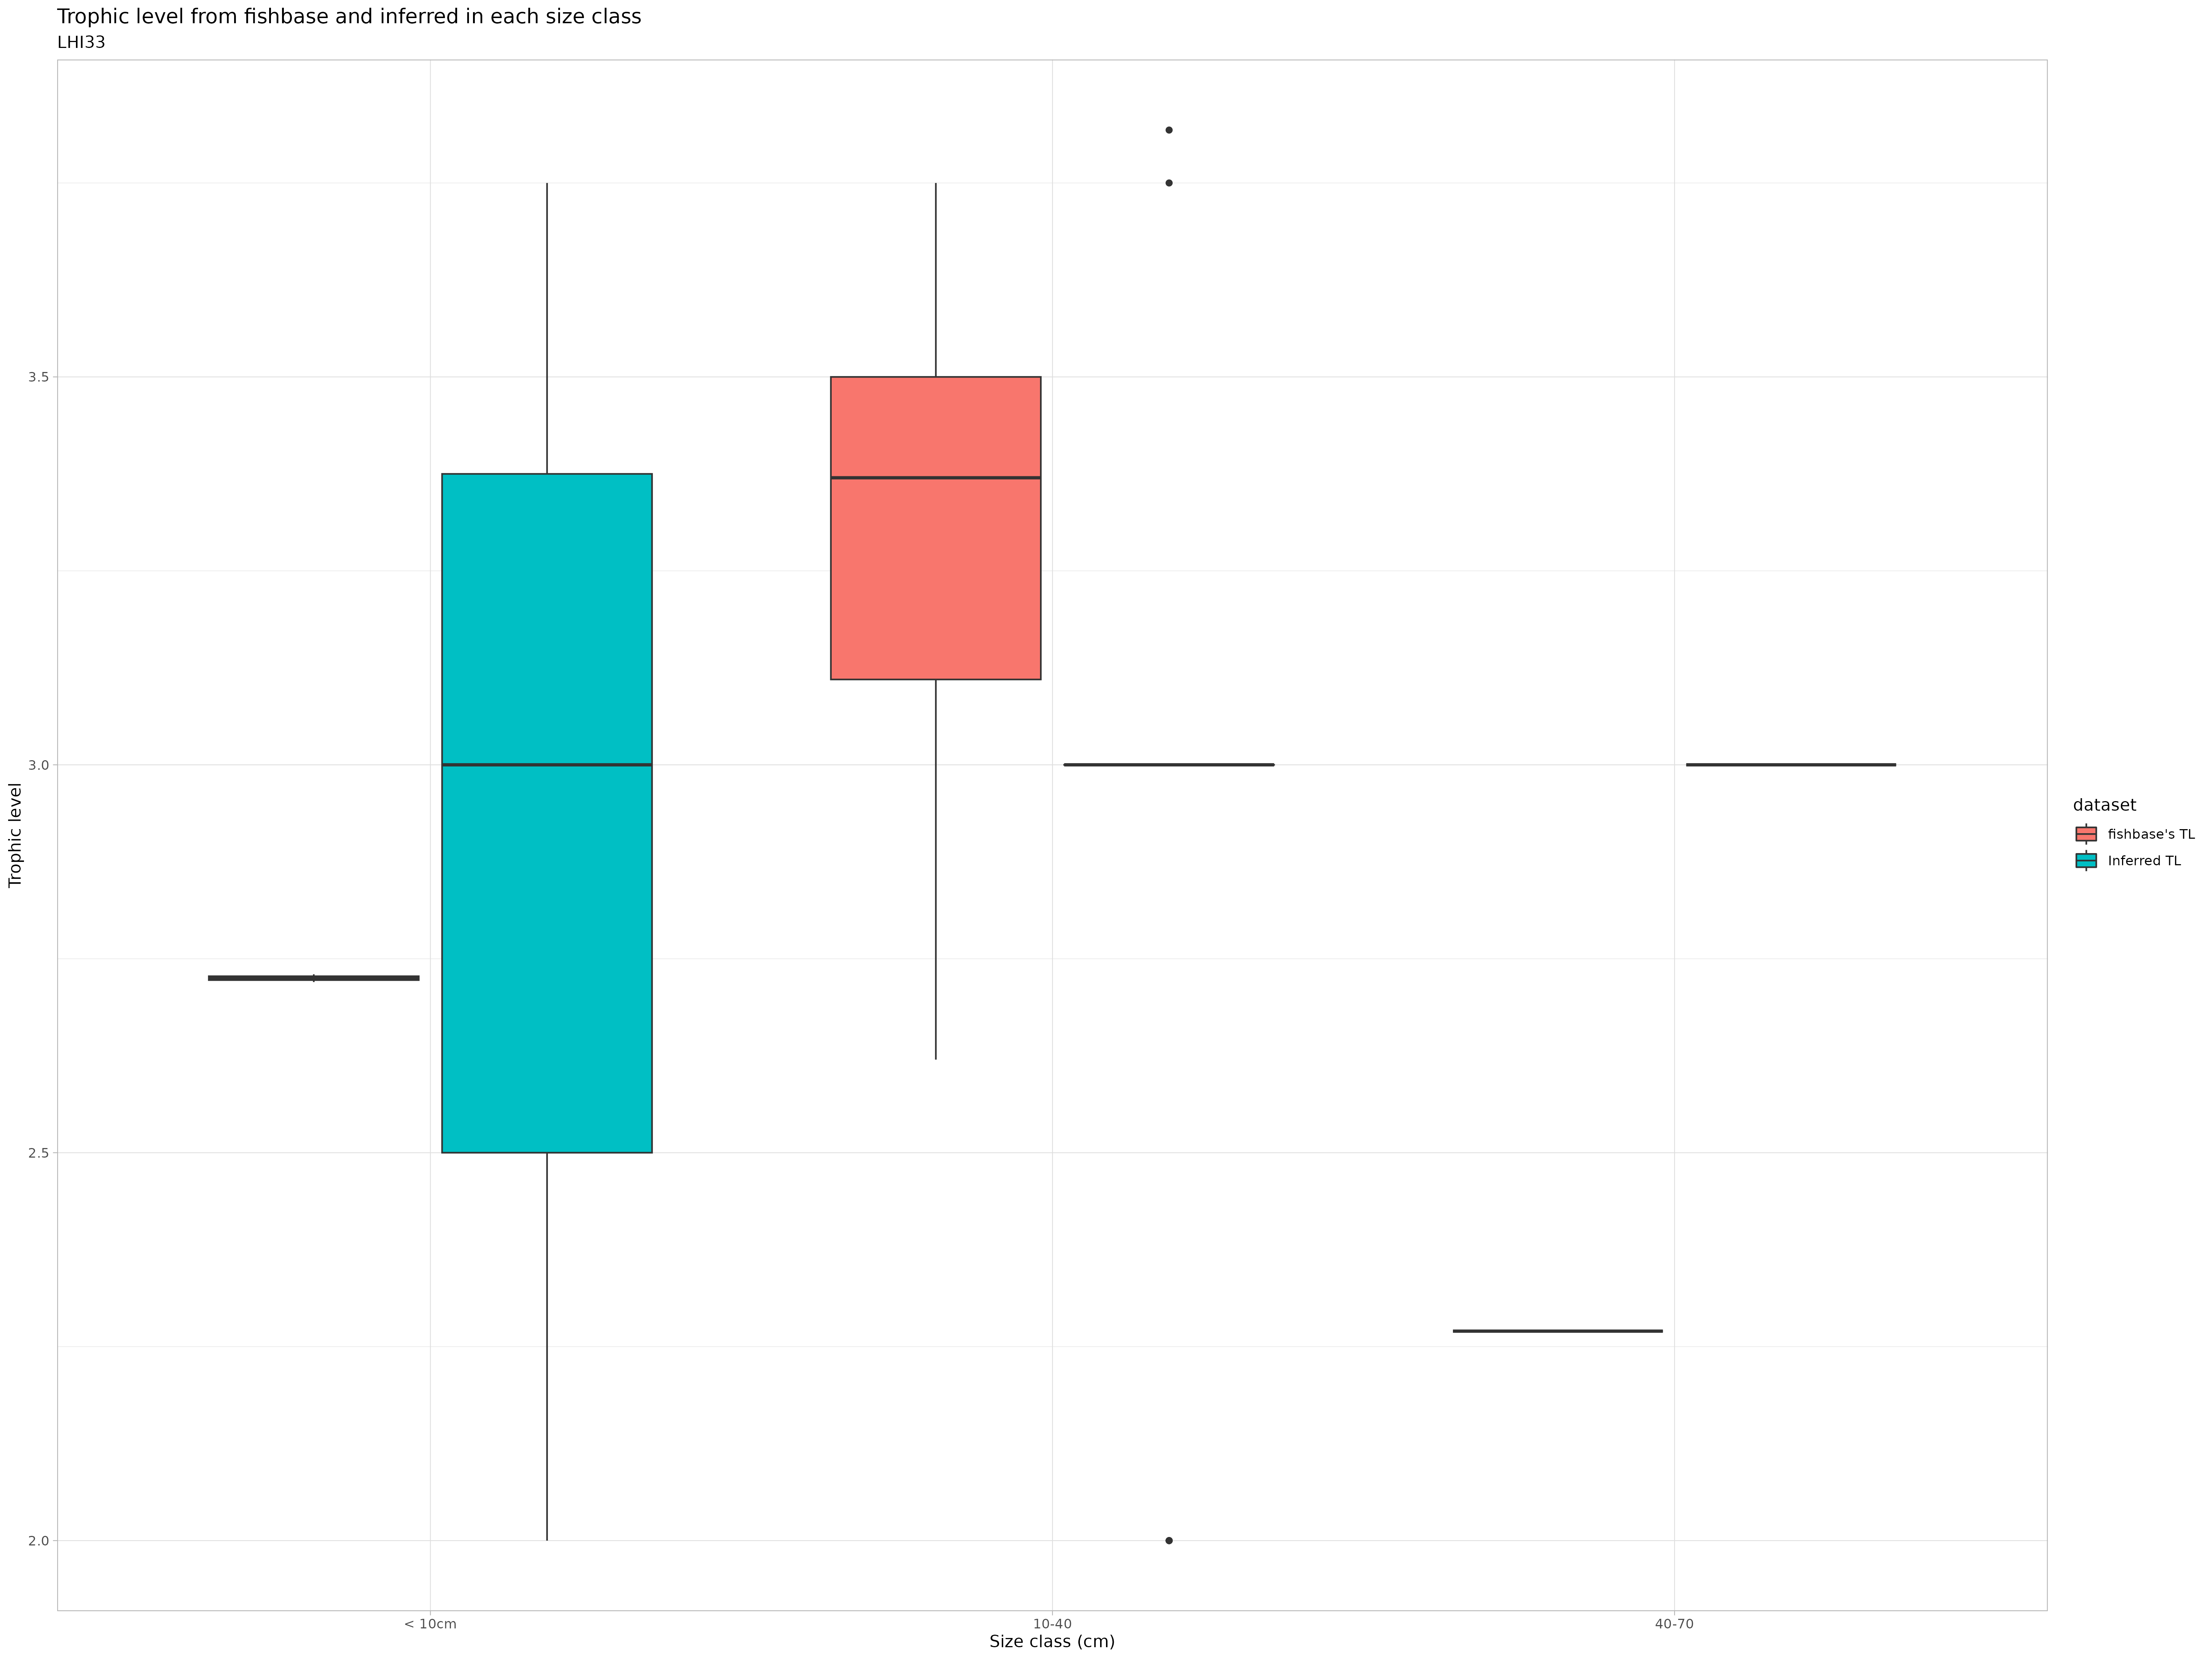 Trophic level from fishbase and inferred in each size class
LHI33
Trophic level
3.5
3.0
2.5
2.0
< 10cm
10-40
40-70
Size class (cm)
dataset
fishbase's TL
Inferred TL